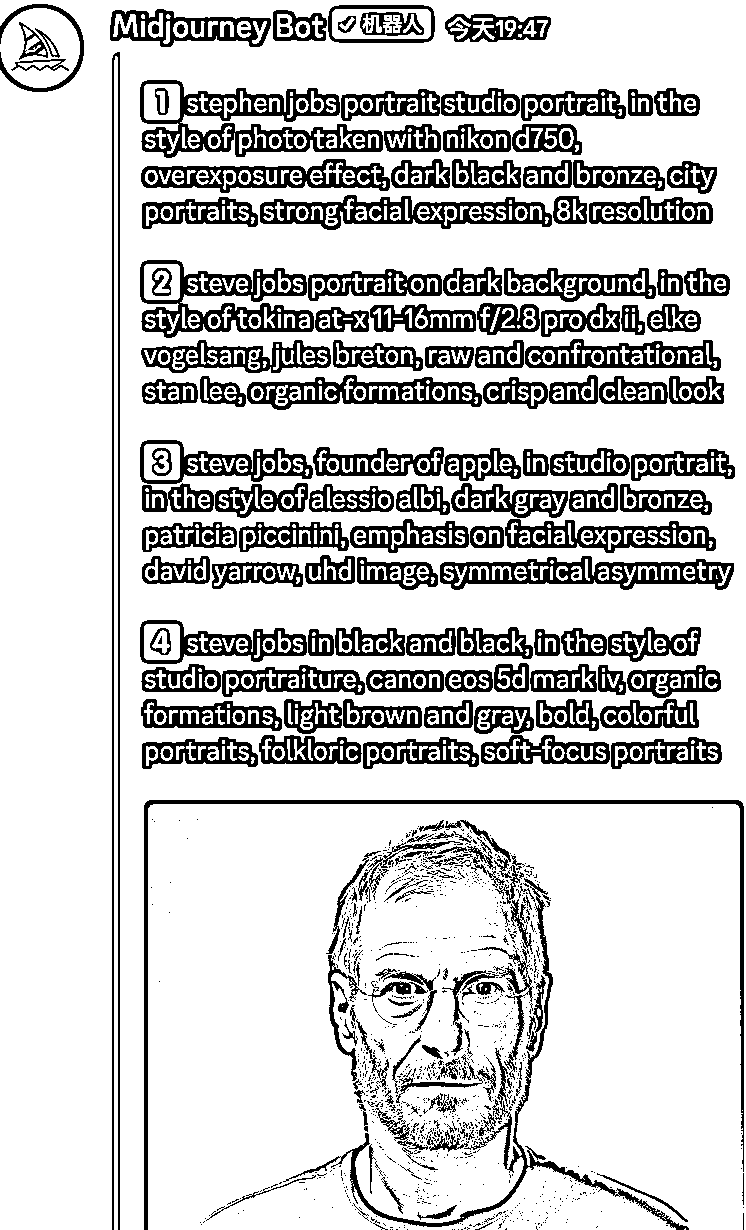 Midjourney Bot ✓ 机器人 今天19:47
1 stephen jobs portrait studio portrait, in the
style of photo taken with nikon d750,
overexposure effect, dark black and bronze, city
portraits, strong facial expression, 8k resolution
2 steve jobs portrait on dark background, in the
style of tokina at-x 11-16mm f/2.8 pro dx ii, elke
vogelsang, jules breton, raw and confrontational,
stan lee, organic formations, crisp and clean look
3 steve jobs, founder of apple, in studio portrait,
in the style of alessio albi, dark gray and bronze,
patricia piccinini, emphasis on facial expression,
david yarrow, uhd image, symmetrical asymmetry
4 steve jobs in black and black, in the style of
studio portraiture, canon eos 5d mark iv, organic
formations, light brown and gray, bold, colorful
portraits, folkloric portraits, soft-focus portraits